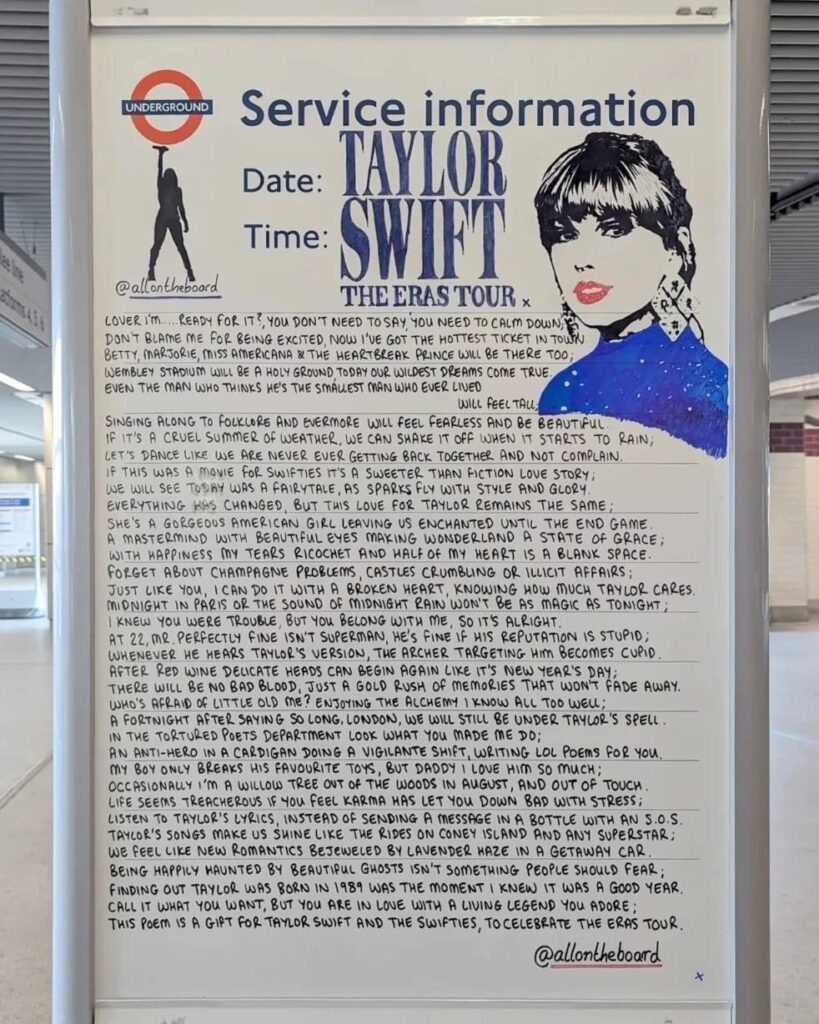 UNDERGROUND
Service information
Date:
Time:
TAYLOR
SWIFT
THE ERAS TOUR x
@allontheboard
LOVER I'M.....READY FOR IT?, YOU DON'T NEED TO SAY, 'YOU NEED TO CALM DOWN;
DON'T BLAME ME FOR BEING EXCITED, NOW I'VE GOT THE HOTTEST TICKET IN TOWN
BETTY, MARJORIE, MISS AMERICANA & THE HEARTBREAK PRINCE WILL BE THERE TOO;
WEMBLEY STADIUM WILL BE A HOLY GROUND TODAY OUR WILDEST DREAMS COME TRUE.
EVEN THE MAN WHO THINKS HE'S THE SMALLEST MAN WHO EVER LIVED
WILL FEEL TALL;
SINGING ALONG TO FOLKLORE AND EVERMORE WILL FEEL FEARLESS AND BE BEAUTIFUL.
IF IT'S A CRUEL SUMMER OF WEATHER, WE CAN SHAKE IT OFF WHEN IT STARTS TO RAIN;
LET'S DANCE LIKE WE ARE NEVER EVER GETTING BACK TOGETHER AND NOT COMPLAIN.
IF THIS WAS A MOVIE FOR SWIFTIES IT'S A SWEETER THAN FICTION LOVE STORY;
WE WILL SEE TODAY WAS A FAIRYTALE, AS SPARKS FLY WITH STYLE AND GLORY.
EVERYTHING HAS CHANGED, BUT THIS LOVE FOR TAYLOR REMAINS THE SAME;
SHE'S A GORGEOUS AMERICAN GIRL LEAVING US ENCHANTED UNTIL THE END GAME.
A MASTERMIND WITH BEAUTIFUL EYES MAKING WONDERLAND A STATE OF GRACE;
WITH HAPPINESS MY TEARS RICOCHET AND HALF OF MY HEART IS A BLANK SPACE.
FORGET ABOUT CHAMPAGNE PROBLEMS, CASTLES CRUMBLING OR ILLICIT AFFAIRS;
JUST LIKE YOU, I CAN DO IT WITH A BROKEN HEART, KNOWING HOW MUCH TAYLOR CARES.
MIDNIGHT IN PARIS OR THE SOUND OF MIDNIGHT RAIN WON'T BE AS MAGIC AS TONIGHT;
I KNEW YOU WERE TROUBLE, BUT YOU BELONG WITH ME, SO IT'S ALRIGHT.
AT 22, MR. PERFECTLY FINE ISN'T SUPERMAN, HE'S FINE IF HIS REPUTATION IS STUPID;
WHENEVER HE HEARS TAYLOR'S VERSION, THE ARCHER TARGETING HIM BECOMES CUPID.
AFTER RED WINE DELICATE HEADS CAN BEGIN AGAIN LIKE IT'S NEW YEAR'S DAY;
THERE WILL BE NO BAD BLOOD, JUST A GOLD RUSH OF MEMORIES THAT WON'T FADE AWAY.
WHO'S AFRAID OF LITTLE OLD ME? ENJOYING THE ALCHEMY I KNOW ALL TOO WELL;
A FORTNIGHT AFTER SAYING SO LONG, LONDON, WE WILL STILL BE UNDER TAYLOR'S SPELL.
IN THE TORTURED POETS DEPARTMENT LOOK WHAT YOU MADE ME DO;
AN ANTI-HERO IN A CARDIGAN DOING A VIGILANTE SHIFT, WRITING LOL POEMS FOR YOU.
MY BOY ONLY BREAKS HIS FAVOURITE TOYS, BUT DADDY I LOVE HIM SO MUCH;
OCCASIONALLY I'M A WILLOW TREE OUT OF THE WOODS IN AUGUST, AND OUT OF TOUCH.
LIFE SEEMS TREACHEROUS IF YOU FEEL KARMA HAS LET YOU DOWN BAD WITH STRESS;
LISTEN TO TAYLOR'S LYRICS, INSTEAD OF SENDING A MESSAGE IN A BOTTLE WITH AN S.O.S.
TAYLOR'S SONGS MAKE US SHINE LIKE THE RIDES ON CONEY ISLAND AND ANY SUPERSTAR;
WE FEEL LIKE NEW ROMANTICS BEJEWELED BY LAVENDER HAZE IN A GETAWAY CAR.
BEING HAPPILY HAUNTED BY BEAUTIFUL GHOSTS ISN'T SOMETHING PEOPLE SHOULD FEAR;
FINDING OUT TAYLOR WAS BORN IN 1989 WAS THE MOMENT I KNEW IT WAS A GOOD YEAR.
CALL IT WHAT YOU WANT, BUT YOU ARE IN LOVE WITH A LIVING LEGEND YOU ADORE;
THIS POEM IS A GIFT FOR TAYLOR SWIFT AND THE SWIFTIES, TO CELEBRATE THE ERAS TOUR.
@allontheboard
x